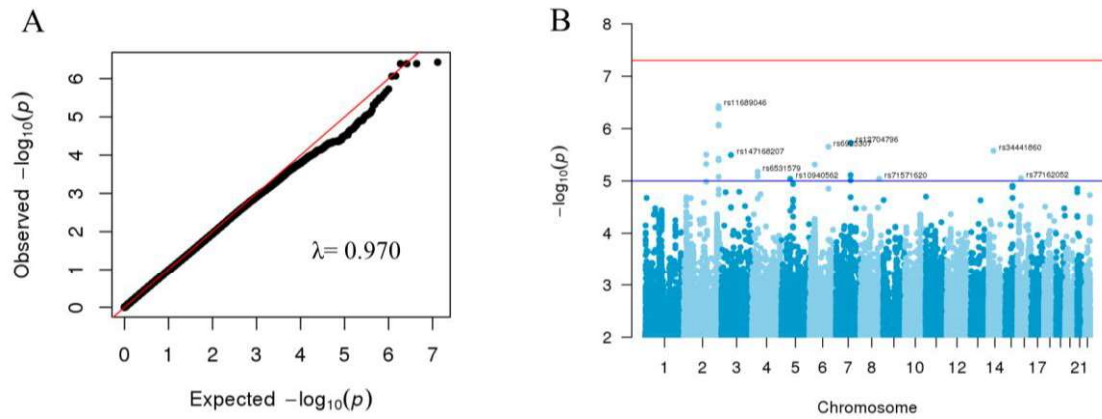 A
Observed −log10(p)
6
5
4
3
2
1
0
λ= 0.970
0 1 2 3 4 5 6 7
Expected −log10(p)
B
−log10(p)
8
7
6
5
4
3
2
rs11689046
rs147168207
rs6531579
rs10940562
rs12704796
rs71571620
rs34441860
rs77162052
1 2 3 4 5 6 7 8 10 12 14 17 19 21
Chromosome